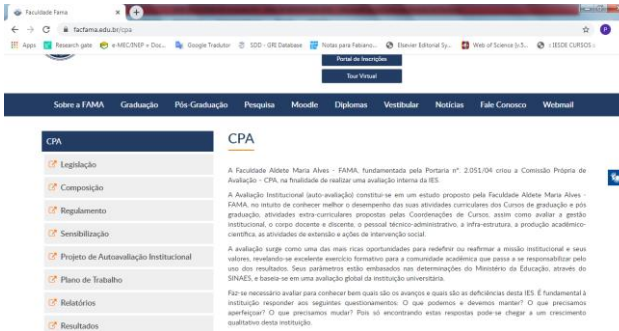 Faculdade Fama
facfama.edu.br/cpa
Apps Research gate e-MEC/INEP » Doc... Google Tradutor SDD - GRI Database Notas para Fabiano... Elsevier Editorial Sy... Web of Science [v.5... :: IESDE CURSOS ::
Portal de Inscrições
Tour Virtual
Sobre a FAMA Graduação Pós-Graduação Pesquisa Moodle Diplomas Vestibular Notícias Fale Conosco Webmail
CPA
Legislação
Composição
Regulamento
Sensibilização
Projeto de Autoavaliação Institucional
Plano de Trabalho
Relatórios
Resultados
CPA
A Faculdade Aldete Maria Alves - FAMA, fundamentada pela Portaria nº. 2.051/04 criou a Comissão Própria de
Avaliação – CPA, na finalidade de realizar uma avaliação interna da IES.
A Avaliação Institucional (auto-avaliação) constitui-se em um estudo proposto pela Faculdade Aldete Maria Alves -
FAMA, no intuito de conhecer melhor o desempenho das suas atividades curriculares dos Cursos de graduação e pós
graduação, atividades extra-curriculares propostas pelas Coordenações de Cursos, assim como avaliar a gestão
institucional, o corpo docente e discente, o pessoal técnico-administrativo, a infra-estrutura, a produção acadêmico-
científica, as atividades de extensão e ações de intervenção social.
A avaliação surge como uma das mais ricas oportunidades para redefinir ou reafirmar a missão institucional e seus
valores, revelando-se excelente exercício formativo para a comunidade acadêmica que passa a se responsabilizar pelo
uso dos resultados. Seus parâmetros estão embasados nas determinações do Ministério da Educação, através do
SINAES, e baseia-se em uma avaliação global da instituição universitária.
Faz-se necessário avaliar para conhecer bem quais são os avanços e quais são as deficiências desta IES. É fundamental à
instituição responder aos seguintes questionamentos: O que podemos e devemos manter? O que precisamos
aperfeiçoar? O que precisamos mudar? Pois só encontrando estas respostas pode-se chegar a um crescimento
qualitativo desta instituição.